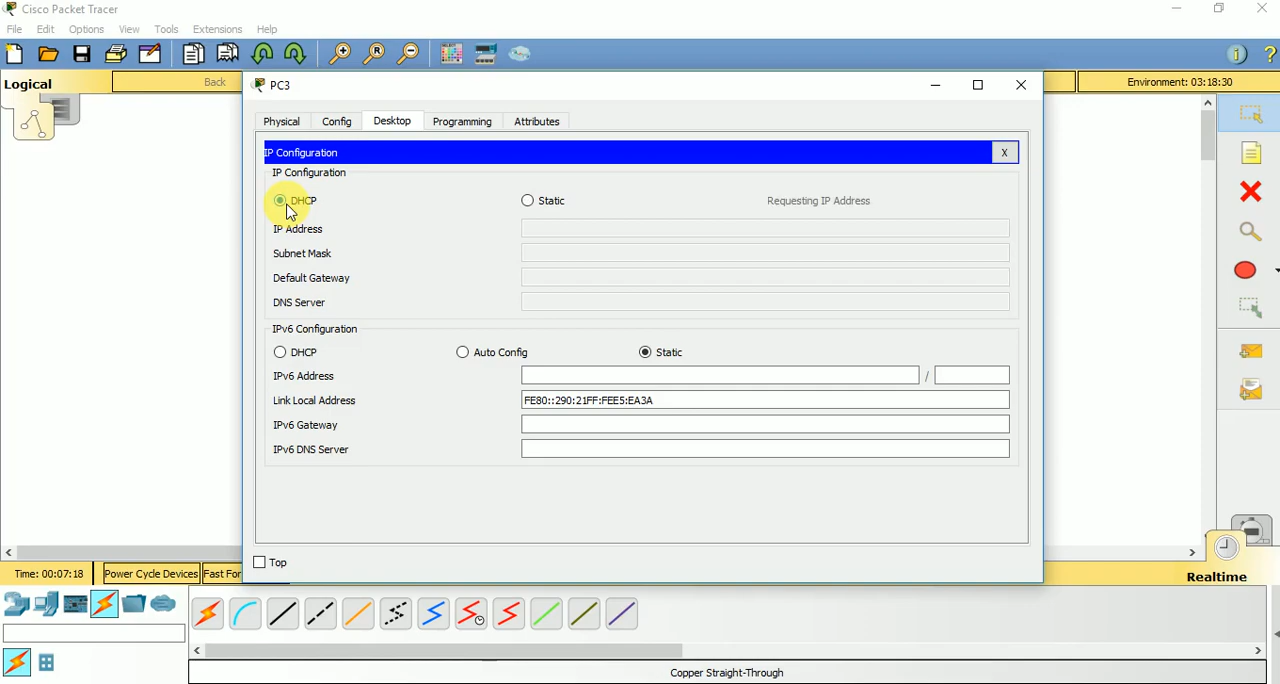 Cisco Packet Tracer
File Edit Options View Tools Extensions Help
Logical
Back
Environment: 03:18:30
PC3
Physical Config Desktop Programming Attributes
IP Configuration
X
IP Configuration
DHCP Static Requesting IP Address
IP Address
Subnet Mask
Default Gateway
DNS Server
IPv6 Configuration
DHCP Auto Config Static
IPv6 Address /
Link Local Address FE80::290:21FF:FEE5:EA3A
IPv6 Gateway
IPv6 DNS Server
Top
Time: 00:07:18 Power Cycle Devices Fast For
Realtime
Copper Straight-Through